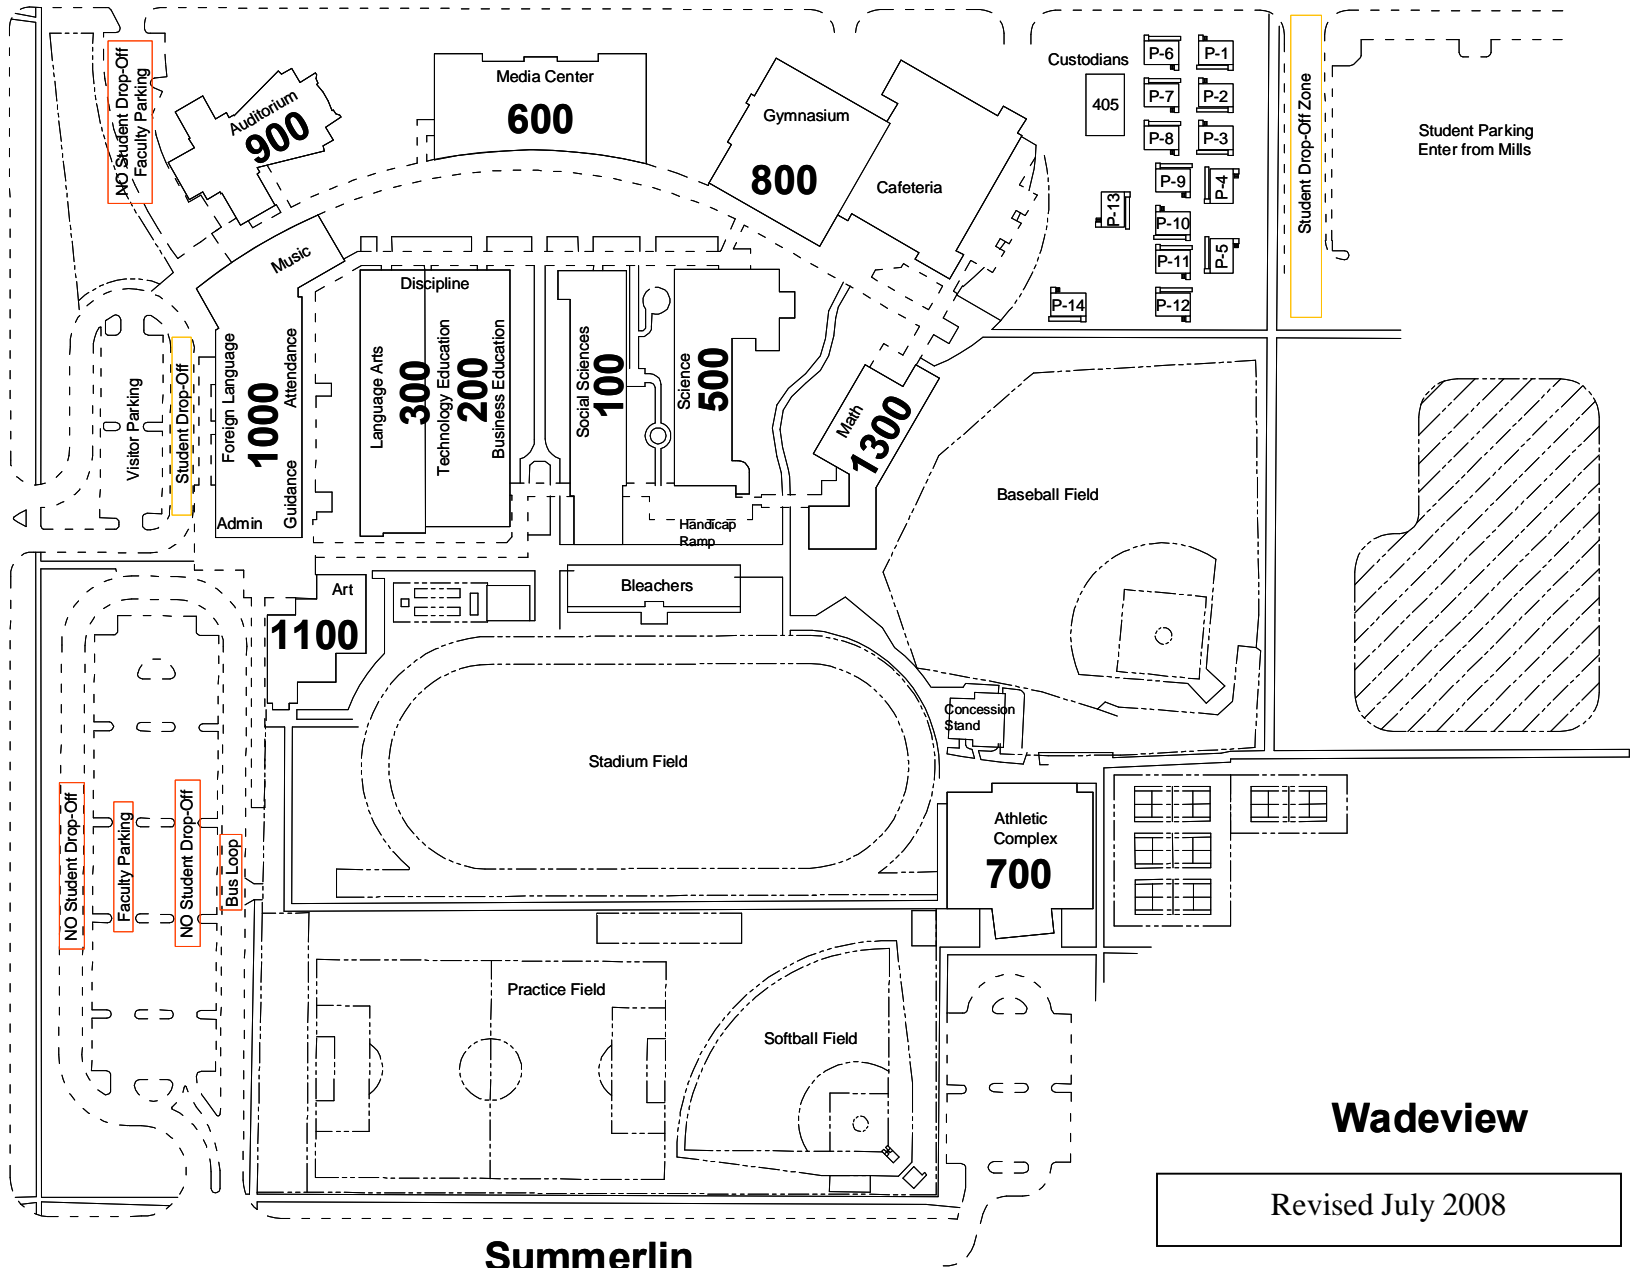 NO Student Drop-Off
Faculty Parking
Auditorium
900
Media Center
600
Gymnasium
800
Cafeteria
Custodians
405
P-6
P-1
P-7
P-2
P-8
P-3
P-9
P-4
P-13
P-10
P-11
P-5
P-14
P-12
Student Drop-Off Zone
Student Parking
Enter from Mills
Music
Foreign Language
1000
Attendance
Guidance
Admin
Visitor Parking
Student Drop-Off
Discipline
Language Arts
300
Technology Education
200
Business Education
Social Sciences
100
Science
500
Handicap
Ramp
Math
1300
Baseball Field
Art
1100
Bleachers
Concession
Stand
Stadium Field
Athletic
Complex
700
NO Student Drop-Off
Faculty Parking
NO Student Drop-Off
Bus Loop
Practice Field
Softball Field
Wadeview
Revised July 2008
Summerlin